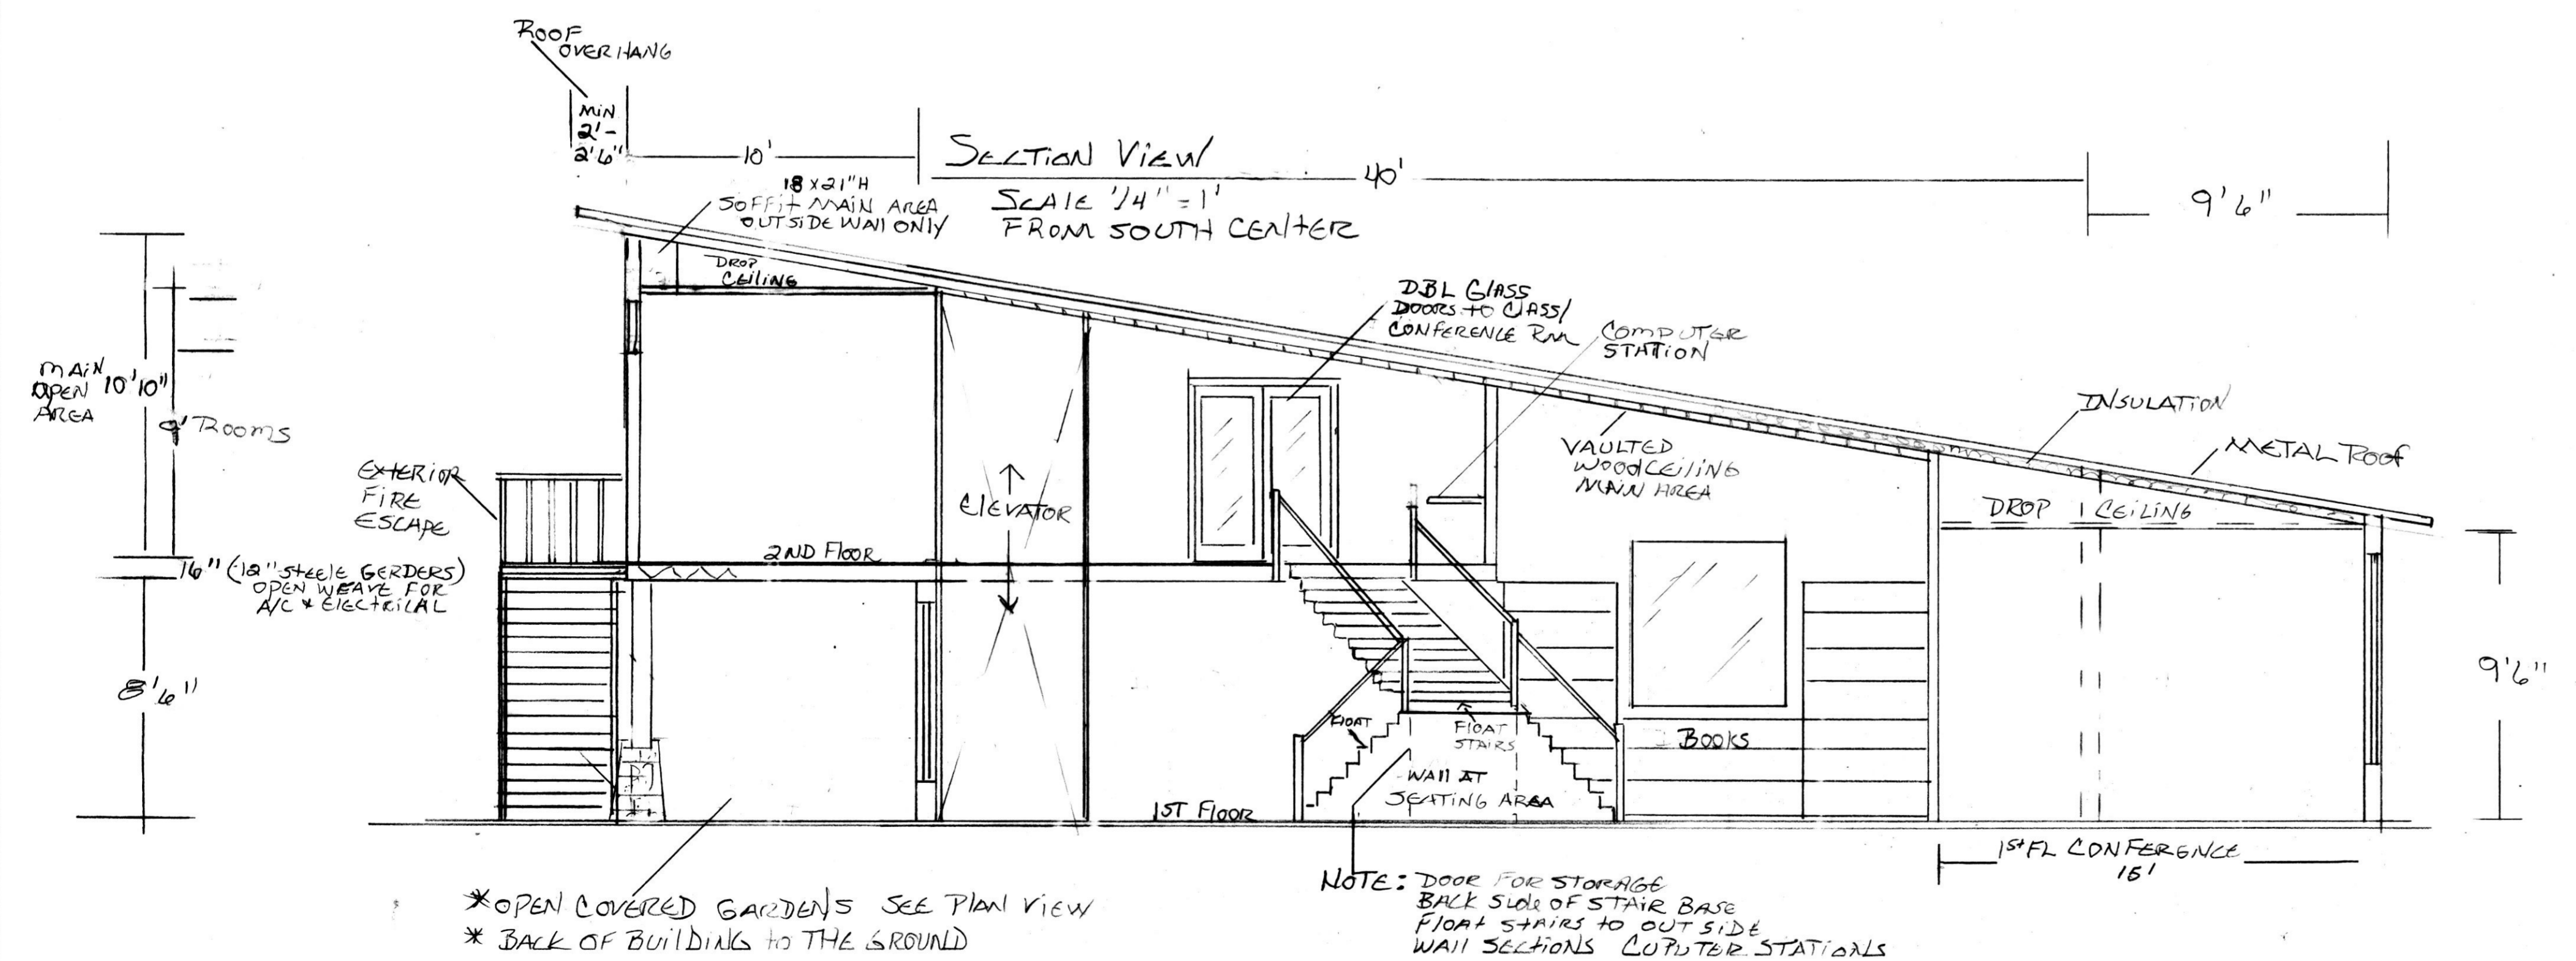 ROOF
OVERHANG
MIN
2'-
2'6"
10'
SECTION VIEW
40'
SCALE 1/4" = 1'
FROM SOUTH CENTER
9'6"
18 x 21"H
SOFFIT MAIN AREA
OUTSIDE WALL ONLY
DROP
CEILING
DBL GLASS
DOORS to CLASS/
CONFERENCE RM
COMPUTER
STATION
MAIN
OPEN 10'10"
AREA
9' ROOMS
INSULATION
METAL ROOF
VAULTED
WOOD CEILING
MAIN AREA
EXTERIOR
FIRE
ESCAPE
ELEVATOR
DROP CEILING
2ND FLOOR
16" (12" STEELE GERDERS)
OPEN WEAVE FOR
A/C & ELECTRICAL
8'6"
9'6"
FLOAT
FLOAT
STAIRS
BOOKS
WALL AT
SEATING AREA
1ST FLOOR
1st FL CONFERENCE
15'
* OPEN COVERED GARDENS SEE PLAN VIEW
* BACK OF BUILDING to THE GROUND
NOTE: DOOR FOR STORAGE
BACK SIDE OF STAIR BASE
FLOAT STAIRS to OUT SIDE
WALL SECTIONS CUPUTER STATIONS